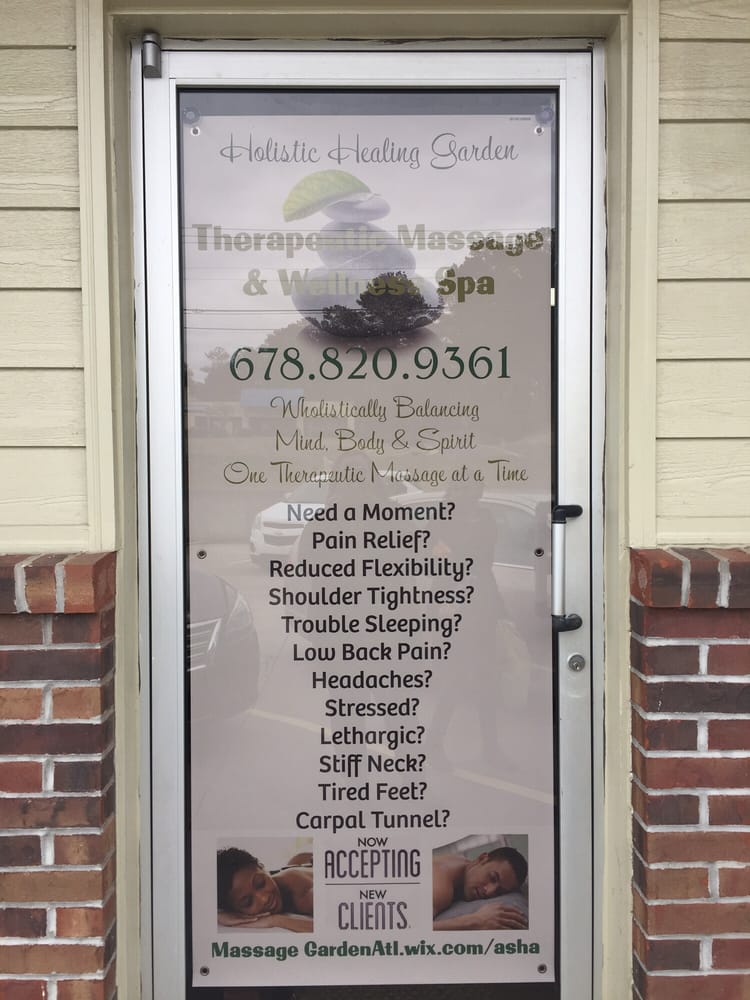 Holistic Healing Garden
Therapeutic Massage
& Wellness Spa
678.820.9361
Wholistically Balancing
Mind, Body & Spirit
One Therapeutic Massage at a Time
Need a Moment?
Pain Relief?
Reduced Flexibility?
Shoulder Tightness?
Trouble Sleeping?
Low Back Pain?
Headaches?
Stressed?
Lethargic?
Stiff Neck?
Tired Feet?
Carpal Tunnel?
NOW
ACCEPTING
NEW
CLIENTS.
Massage GardenAtl.wix.com/asha